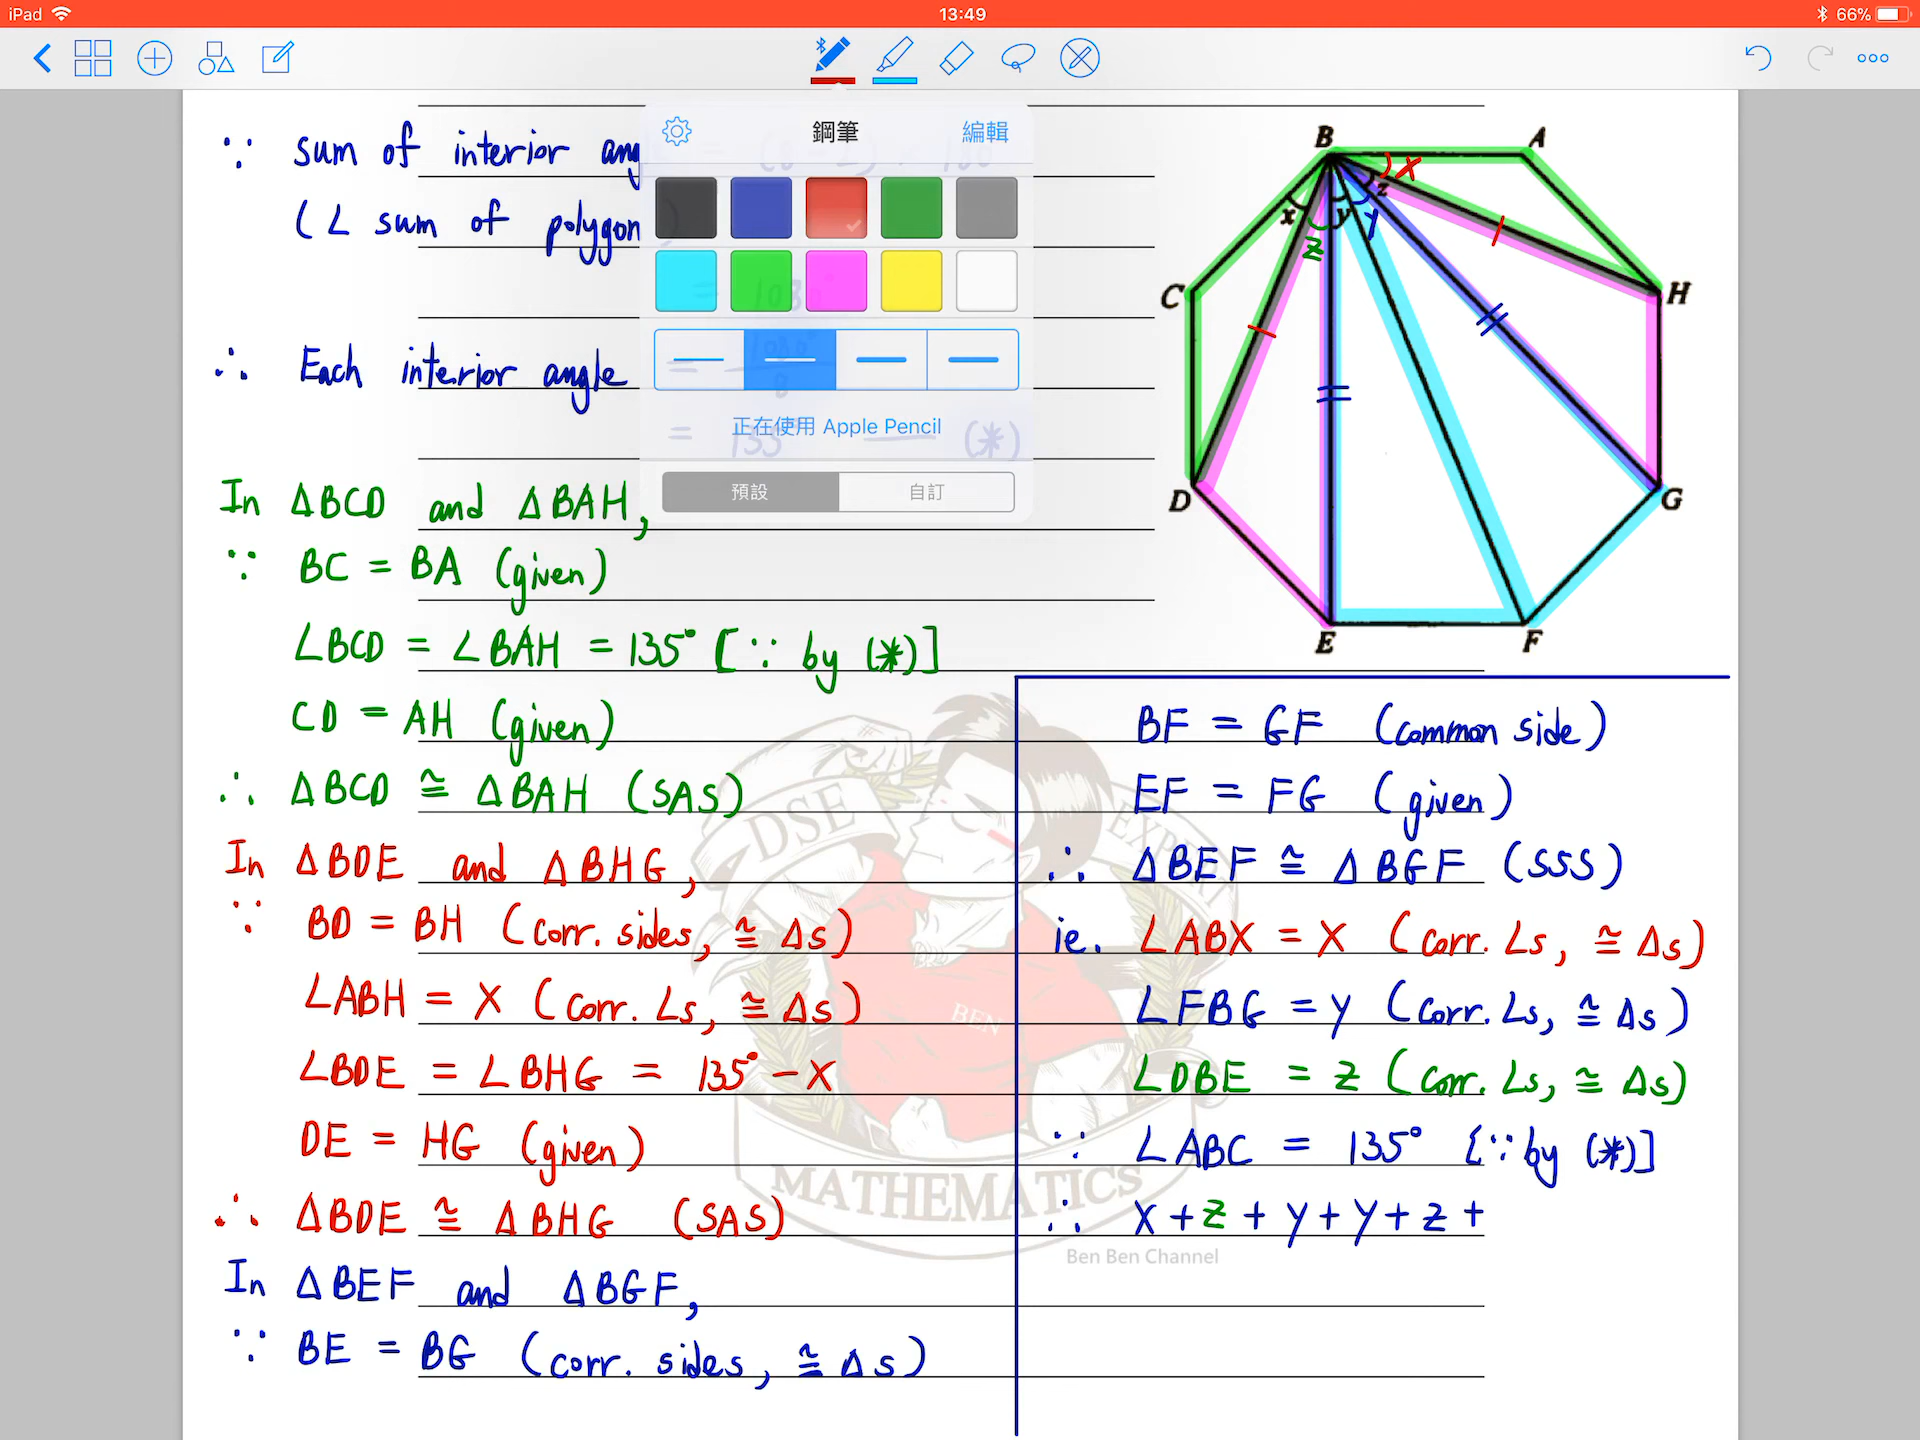 iPad 13:49 66%
∵ sum of interior ang
(∠ sum of polygon
∴ Each interior angle
= 135° —— (*)
鋼筆 編輯
正在使用 Apple Pencil
預設 自訂
In ΔBCD and ΔBAH,
∵ BC = BA (given)
∠BCD = ∠BAH = 135° [∵ by (*)]
CD = AH (given)
∴ ΔBCD ≅ ΔBAH (SAS)
In ΔBDE and ΔBHG,
∵ BD = BH (corr. sides, ≅ Δs)
∠ABH = x (corr. ∠s, ≅ Δs)
∠BDE = ∠BHG = 135° - x
DE = HG (given)
∴ ΔBDE ≅ ΔBHG (SAS)
In ΔBEF and ΔBGF,
∵ BE = BG (corr. sides, ≅ Δs)
B A
x
z
x z y y
C H
D G
E F
BF = GF (common side)
EF = FG (given)
∴ ΔBEF ≅ ΔBGF (SSS)
ie. ∠ABX = x (corr. ∠s, ≅ Δs)
∠FBG = y (corr. ∠s, ≅ Δs)
∠DBE = z (corr. ∠s, ≅ Δs)
∵ ∠ABC = 135° [∵ by (*)]
∴ x + z + y + y + z +
DSE EXPERT
BEN
MATHEMATICS
Ben Ben Channel